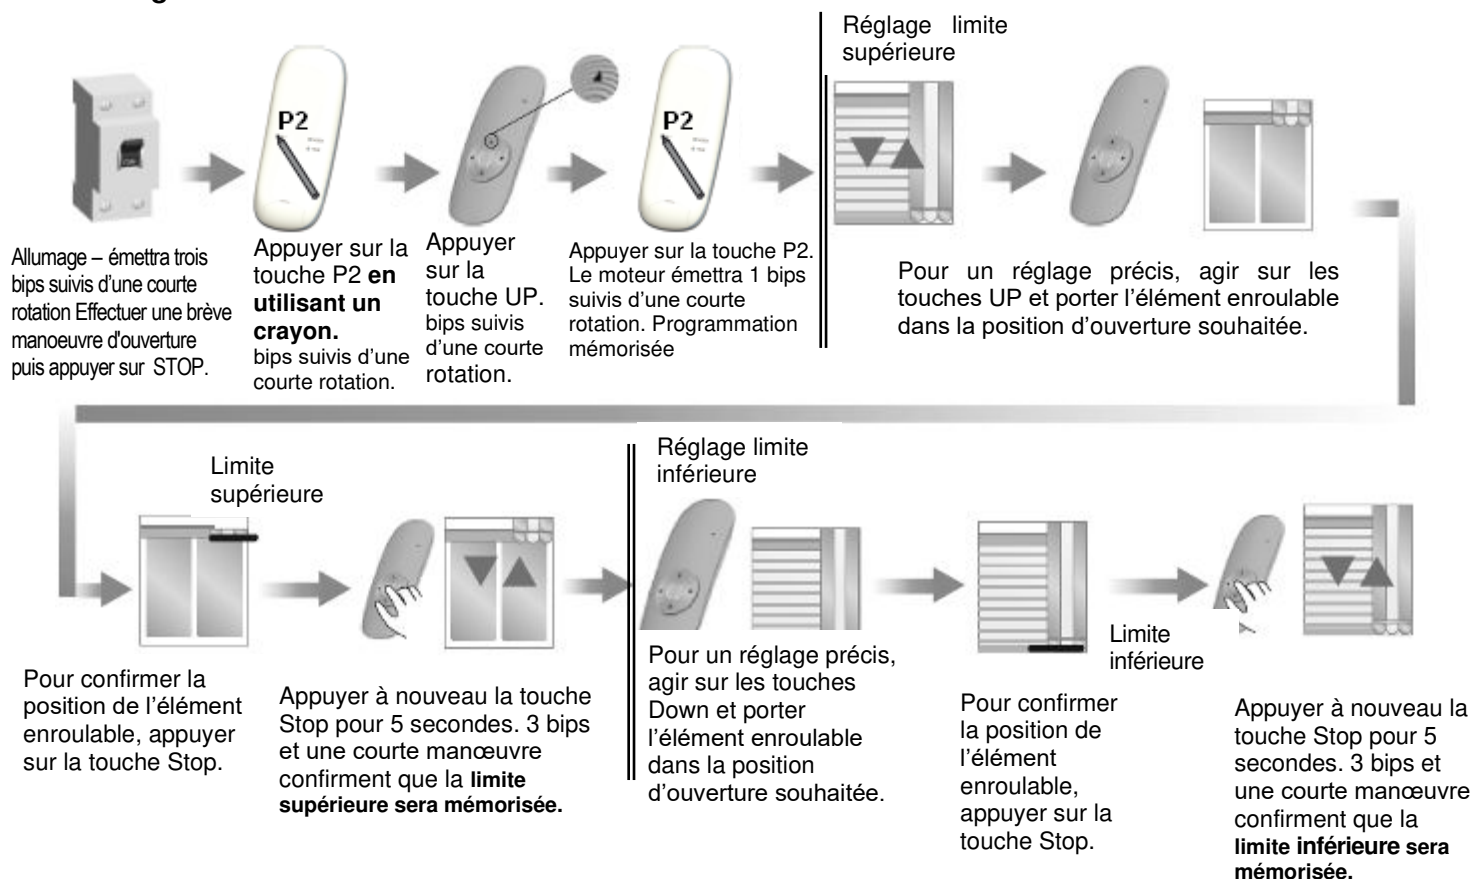 P2
P2
Allumage – émettra trois
bips suivis d’une courte
rotation Effectuer une brève
manoeuvre d'ouverture
puis appuyer sur STOP.
Appuyer sur la
touche P2 en
utilisant un
crayon.
bips suivis d’une
courte rotation.
Appuyer
sur la
touche UP.
bips suivis
d’une courte
rotation.
Appuyer sur la touche P2.
Le moteur émettra 1 bips
suivis d’une courte
rotation. Programmation
mémorisée
Réglage limite
supérieure
Pour un réglage précis, agir sur les
touches UP et porter l’élément enroulable
dans la position d’ouverture souhaitée.
Limite
supérieure
Pour confirmer la
position de l’élément
enroulable, appuyer
sur la touche Stop.
Appuyer à nouveau la touche
Stop pour 5 secondes. 3 bips
et une courte manœuvre
confirment que la limite
supérieure sera mémorisée.
Réglage limite
inférieure
Pour un réglage précis,
agir sur les touches
Down et porter
l’élément enroulable
dans la position
d’ouverture souhaitée.
Limite
inférieure
Pour confirmer
la position de
l’élément
enroulable,
appuyer sur la
touche Stop.
Appuyer à nouveau la
touche Stop pour 5
secondes. 3 bips et
une courte manœuvre
confirment que la
limite inférieure sera
mémorisée.